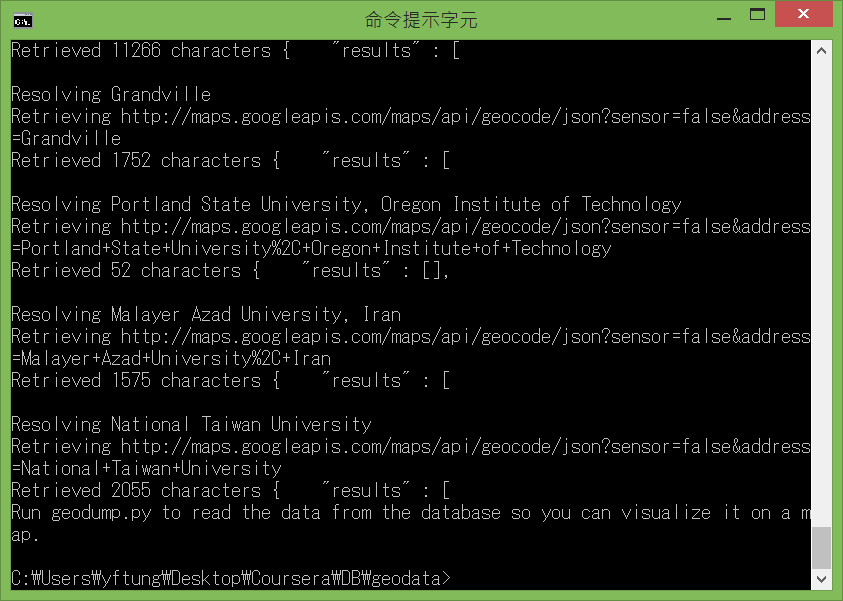 命令提示字元
Retrieved 11266 characters {    "results" : [
Resolving Grandville
Retrieving http://maps.googleapis.com/maps/api/geocode/json?sensor=false&address
=Grandville
Retrieved 1752 characters {    "results" : [
Resolving Portland State University, Oregon Institute of Technology
Retrieving http://maps.googleapis.com/maps/api/geocode/json?sensor=false&address
=Portland+State+University%2C+Oregon+Institute+of+Technology
Retrieved 52 characters {    "results" : [],
Resolving Malayer Azad University, Iran
Retrieving http://maps.googleapis.com/maps/api/geocode/json?sensor=false&address
=Malayer+Azad+University%2C+Iran
Retrieved 1575 characters {    "results" : [
Resolving National Taiwan University
Retrieving http://maps.googleapis.com/maps/api/geocode/json?sensor=false&address
=National+Taiwan+University
Retrieved 2055 characters {    "results" : [
Run geodump.py to read the data from the database so you can visualize it on a m
ap.
C:₩Users₩yftung₩Desktop₩Coursera₩DB₩geodata>